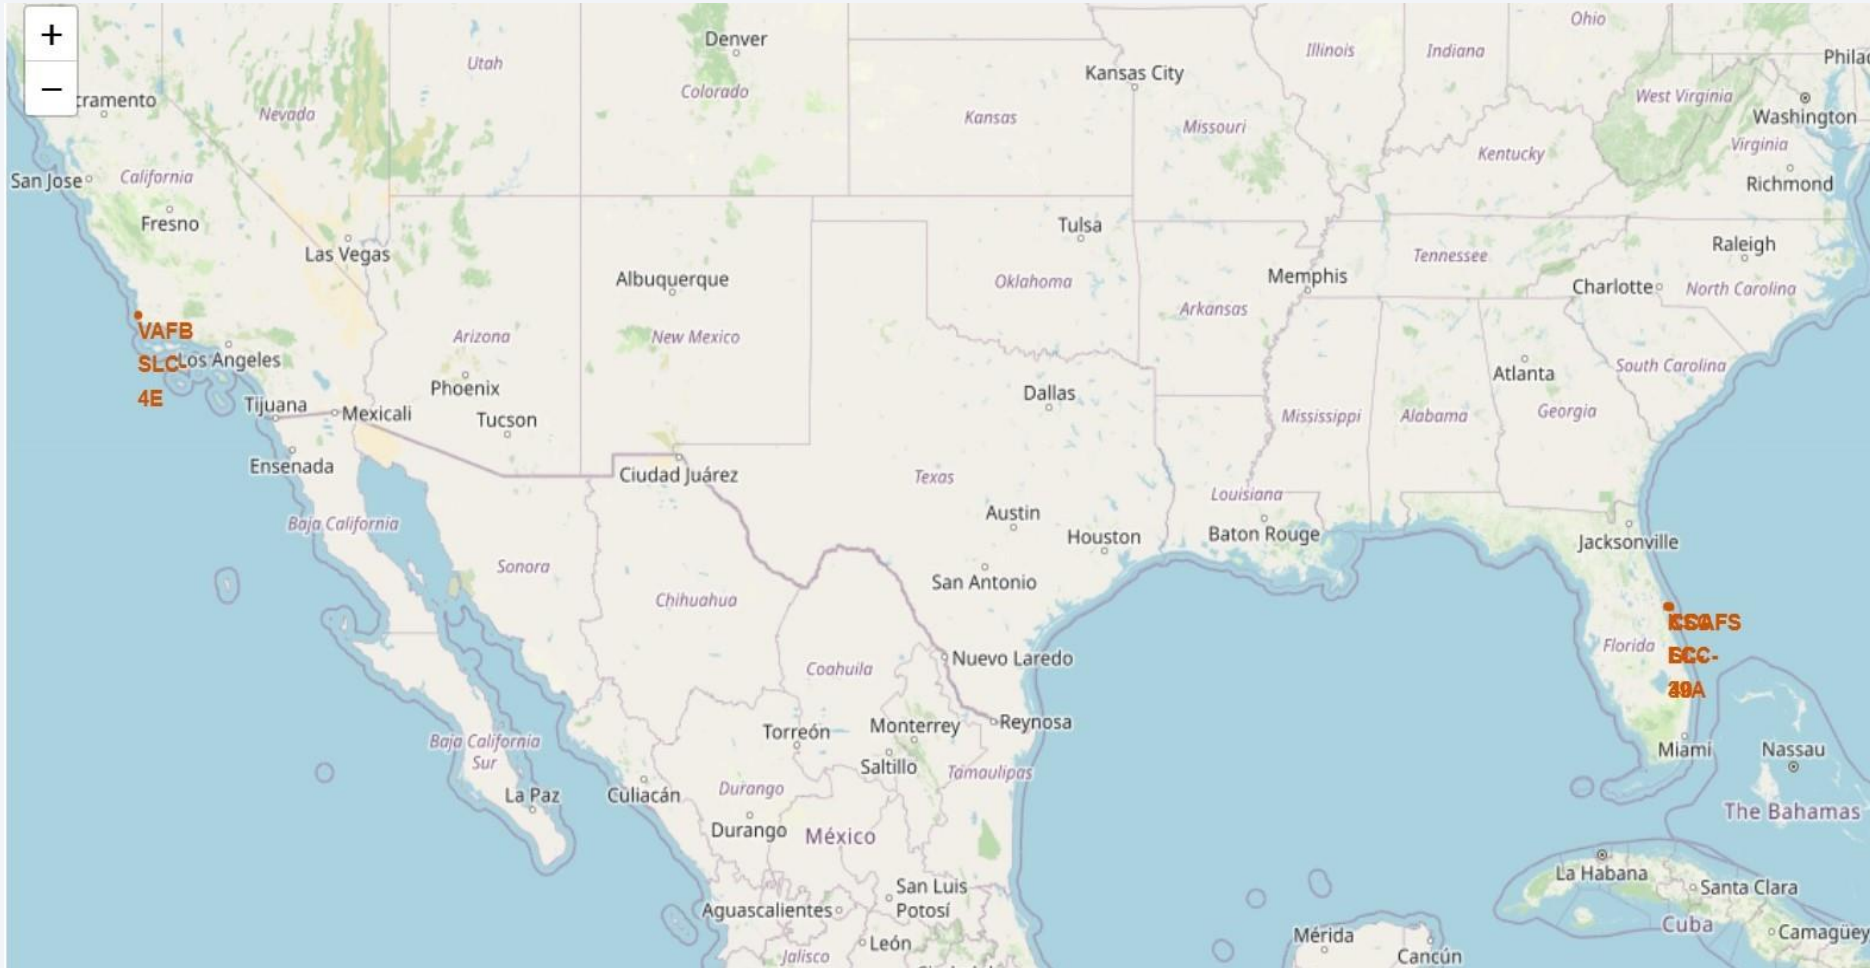 +
−
cramento
Denver
Ohio
Utah
Colorado
Nevada
Kansas City
Illinois
Indiana
Philad
Kansas
Missouri
West Virginia
Washington
San Jose
California
Kentucky
Virginia
Richmond
Fresno
Las Vegas
Tulsa
Raleigh
Albuquerque
Oklahoma
Memphis
Tennessee
Charlotte
North Carolina
Arizona
New Mexico
Arkansas
VAFB
SLC-
4E
Los Angeles
Phoenix
Tucson
Dallas
Atlanta
South Carolina
Tijuana
Mexicali
Mississippi
Alabama
Georgia
Ensenada
Ciudad Juárez
Texas
Louisiana
Baja California
Austin
Houston
Baton Rouge
Jacksonville
Sonora
Chihuahua
San Antonio
Florida
Coahuila
Nuevo Laredo
Baja California
Sur
Torreón
Monterrey
Reynosa
Saltillo
Tamaulipas
Miami
Nassau
La Paz
Culiacán
Durango
Durango
México
The Bahamas
La Habana
Santa Clara
Aguascalientes
San Luis
Potosí
Cuba
Camagüey
León
Jalisco
Mérida
Cancún